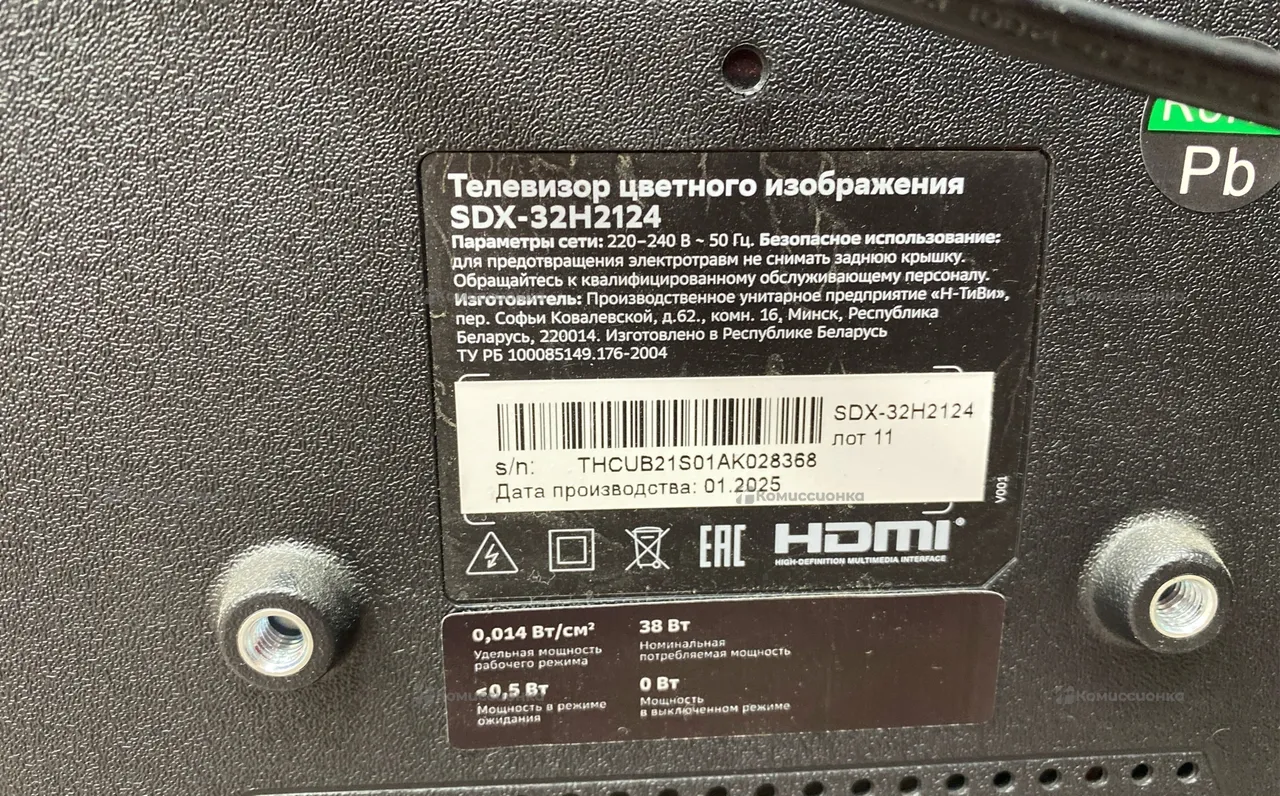 Pb
Телевизор цветного изображения
SDX-32H2124
Параметры сети: 220–240 В ~ 50 Гц. Безопасное использование:
для предотвращения электротравм не снимать заднюю крышку.
Обращайтесь к квалифицированному обслуживающему персоналу.
Изготовитель: Производственное унитарное предприятие «Н-ТиВи»,
пер. Софьи Ковалевской, д.62., комн. 16, Минск, Республика
Беларусь, 220014. Изготовлено в Республике Беларусь
ТУ РБ 100085149.176-2004
SDX-32H2124
лот 11
s/n: THCUB21S01AK028368
Дата производства: 01.2025
V001
Комиссионка
EAC HDMI
HIGH-DEFINITION MULTIMEDIA INTERFACE
0,014 Вт/см²
Удельная мощность
рабочего режима
38 Вт
Номинальная
потребляемая мощность
<0,5 Вт
Мощность в режиме
ожидания
0 Вт
Мощность
в выключенном режиме
Комиссионка